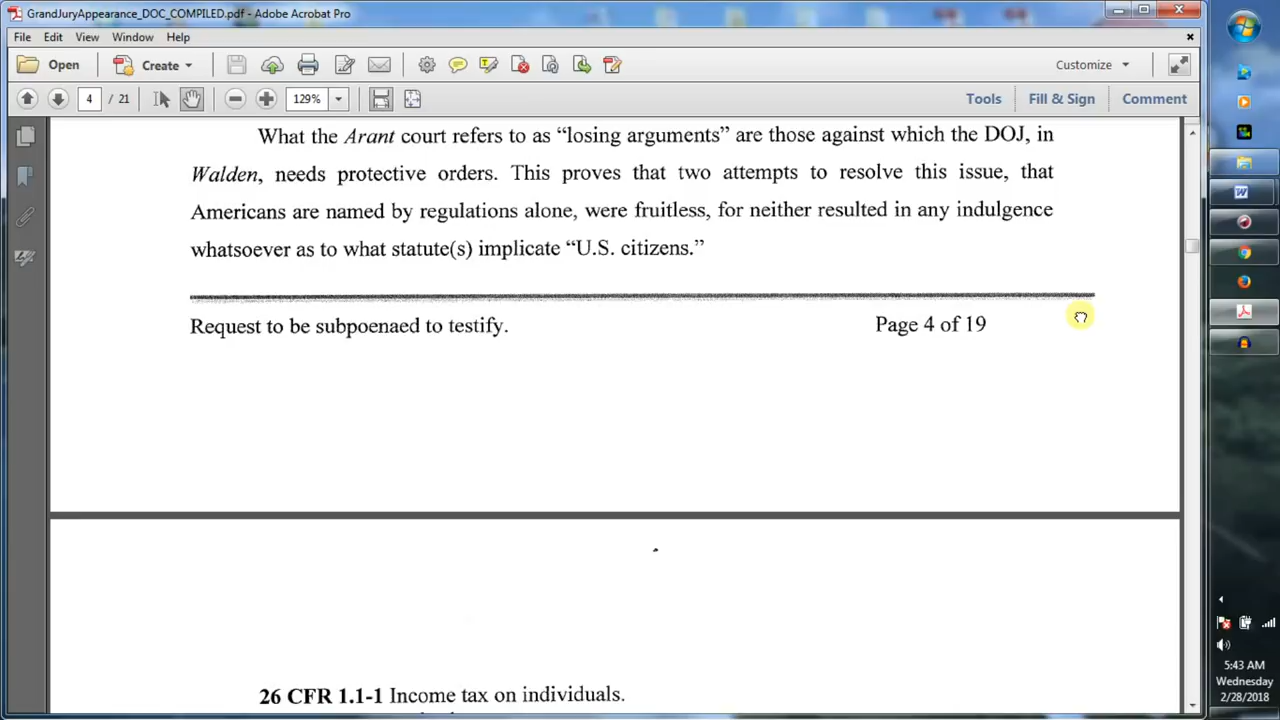 GrandJuryAppearance_DOC_COMPILED.pdf - Adobe Acrobat Pro
File Edit View Window Help
Open Create Customize
4 / 21 129% Tools Fill & Sign Comment
What the Arant court refers to as “losing arguments” are those against which the DOJ, in
Walden, needs protective orders. This proves that two attempts to resolve this issue, that
Americans are named by regulations alone, were fruitless, for neither resulted in any indulgence
whatsoever as to what statute(s) implicate “U.S. citizens.”
Request to be subpoenaed to testify. Page 4 of 19
26 CFR 1.1-1 Income tax on individuals.
5:43 AM
Wednesday
2/28/2018